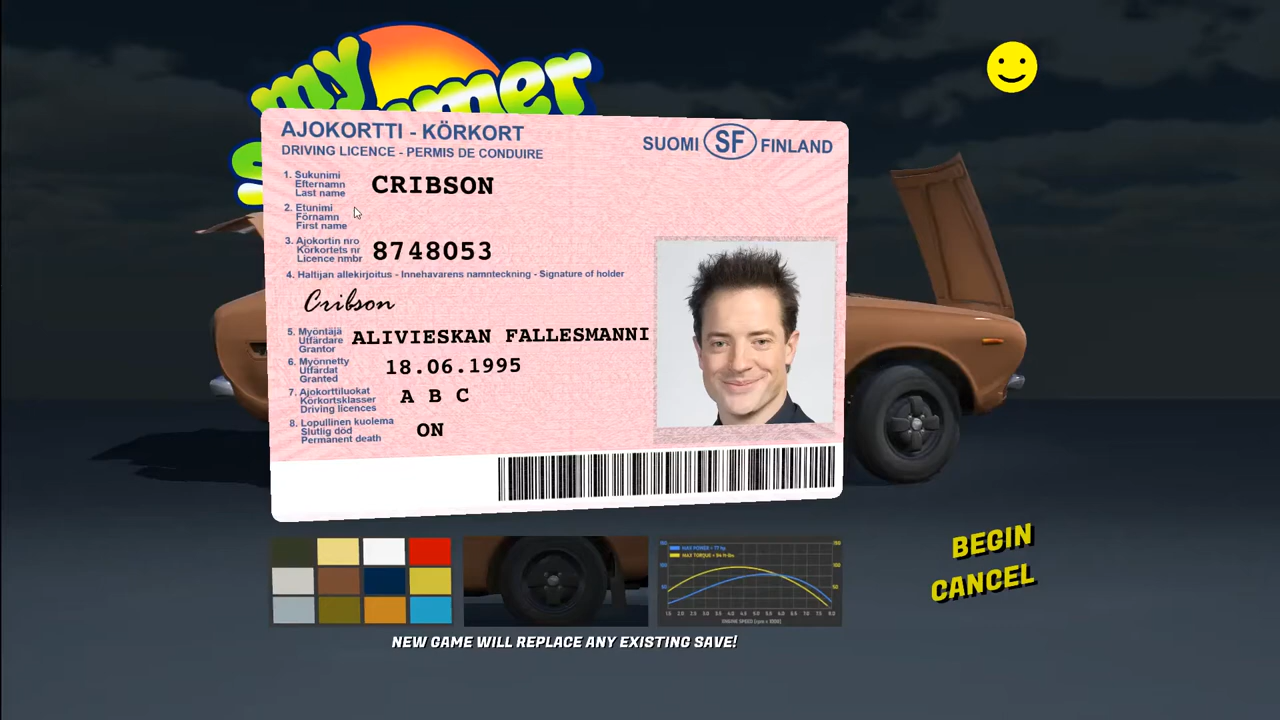 my
AJOKORTTI - KÖRKORT
DRIVING LICENCE - PERMIS DE CONDUIRE
SUOMI SF FINLAND
1. Sukunimi
Efternamn
Last name
CRIBSON
2. Etunimi
Förnamn
First name
3. Ajokortin nro
Körkortets nr
Licence nmbr
8748053
4. Haltijan allekirjoitus - Innehavarens namnteckning - Signature of holder
Cribson
5. Myöntäjä
Utfärdare
Grantor
ALIVIESKAN FALLESMANNI
6. Myönnetty
Utfärdat
Granted
18.06.1995
7. Ajokorttiluokat
Körkortsklasser
Driving licences
A B C
8. Lopullinen kuolema
Slutlig död
Permanent death
ON
BEGIN
CANCEL
NEW GAME WILL REPLACE ANY EXISTING SAVE!